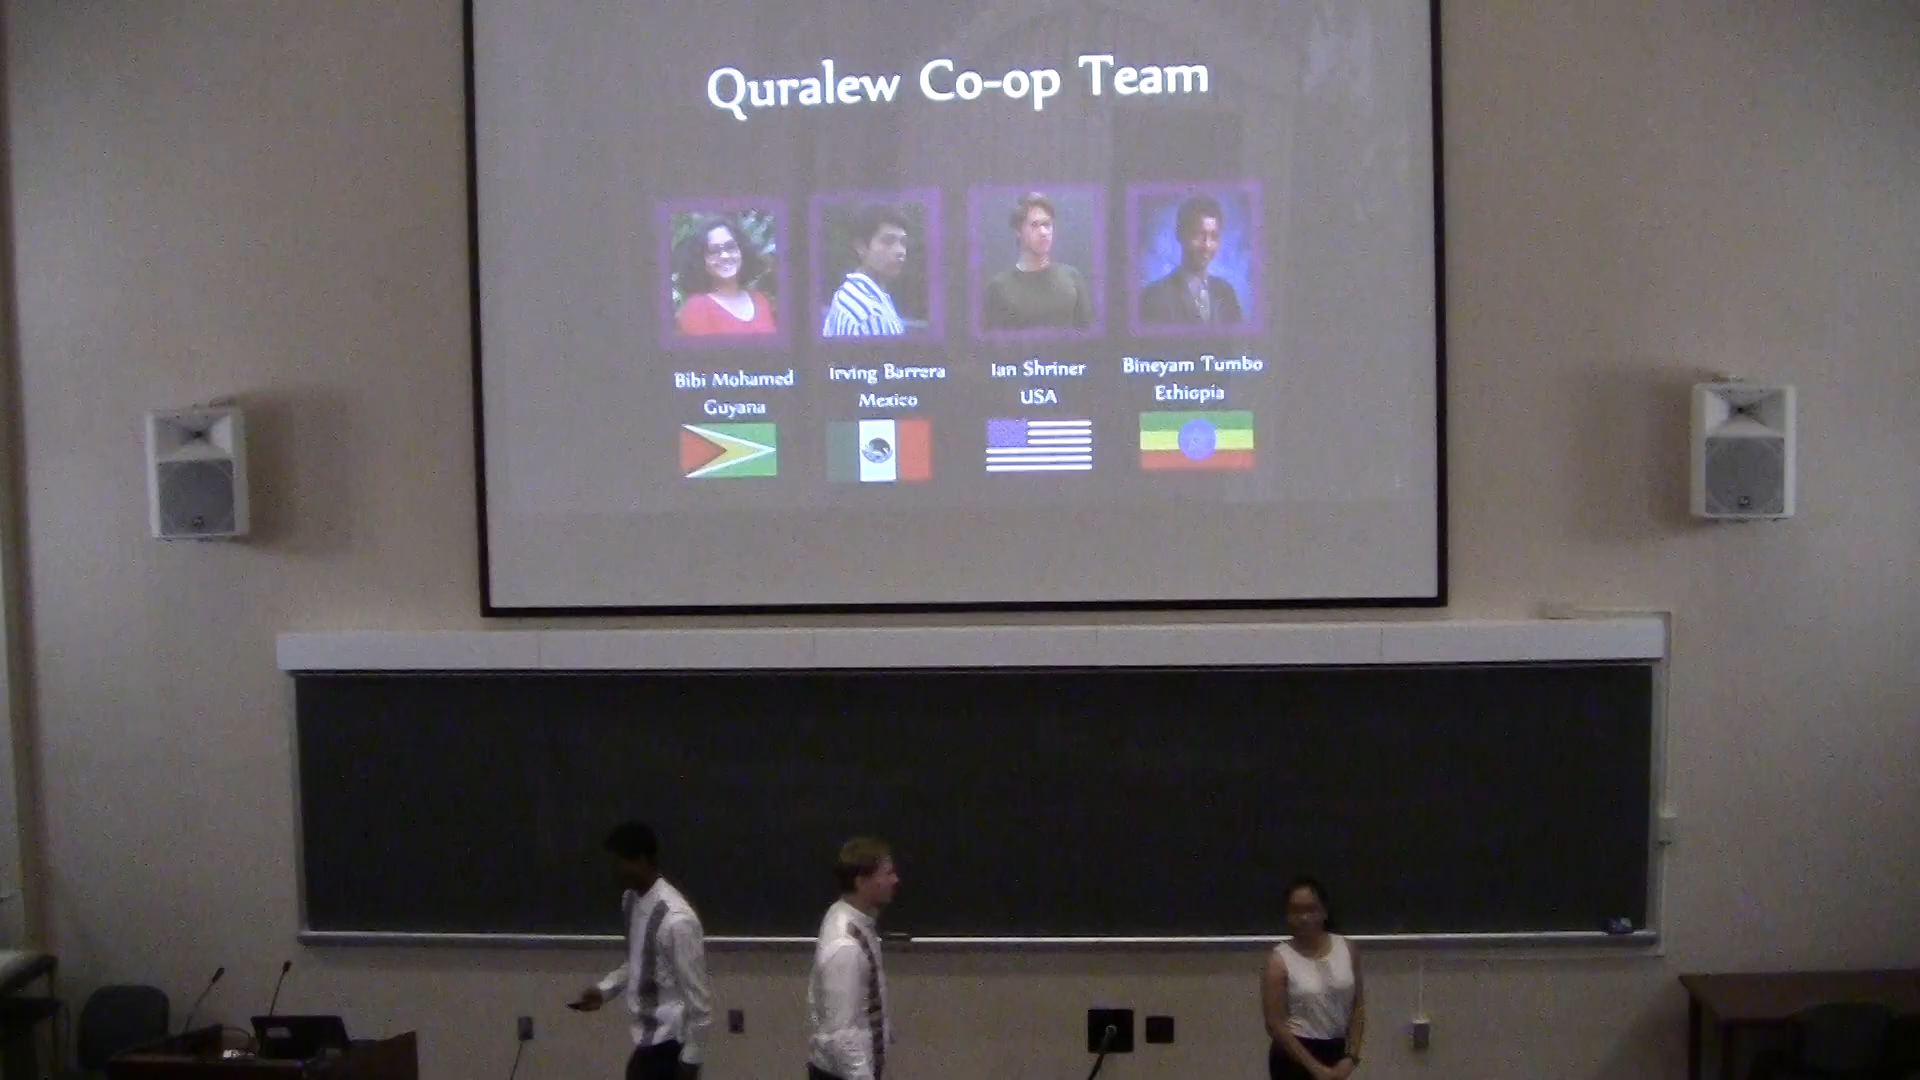 Quralew Co-op Team
Bibi Mohamed
Guyana
Irving Barrera
Mexico
Ian Shriner
USA
Bineyam Tumbo
Ethiopia